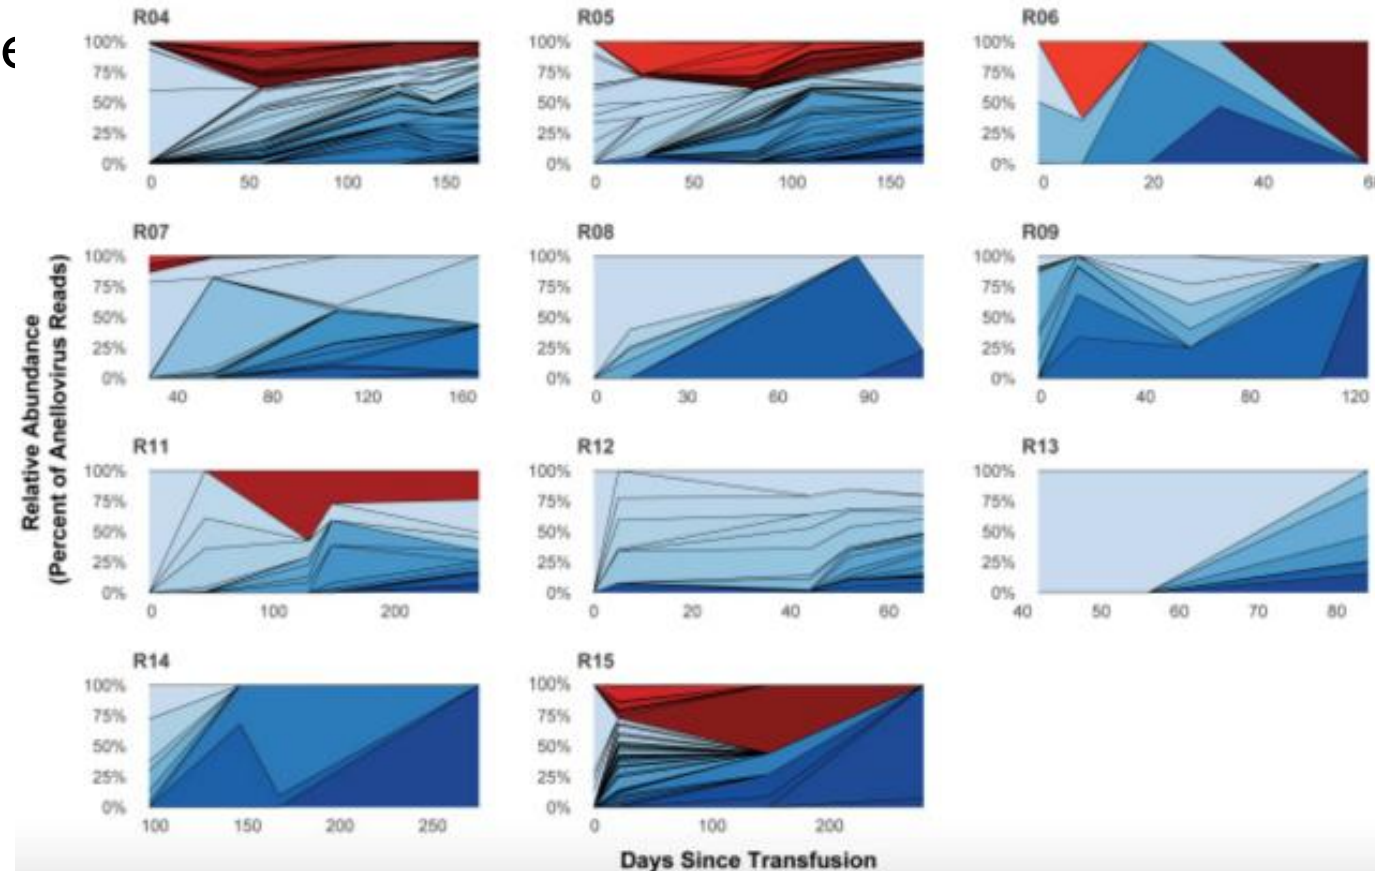 R04 R05 R06
100% 100% 100%
75% 75% 75%
50% 50% 50%
25% 25% 25%
0% 0% 0%
0 50 100 150 0 50 100 150 0 20 40
R07 R08 R09
100% 100% 100%
75% 75% 75%
50% 50% 50%
25% 25% 25%
0% 0% 0%
40 80 120 160 0 30 60 90 0 40 80 120
Relative Abundance
(Percent of Anellovirus Reads)
R11 R12 R13
100% 100% 100%
75% 75% 75%
50% 50% 50%
25% 25% 25%
0% 0% 0%
0 100 200 0 20 40 60 40 50 60 70 80
R14 R15
100% 100%
75% 75%
50% 50%
25% 25%
0% 0%
100 150 200 250 0 100 200
Days Since Transfusion